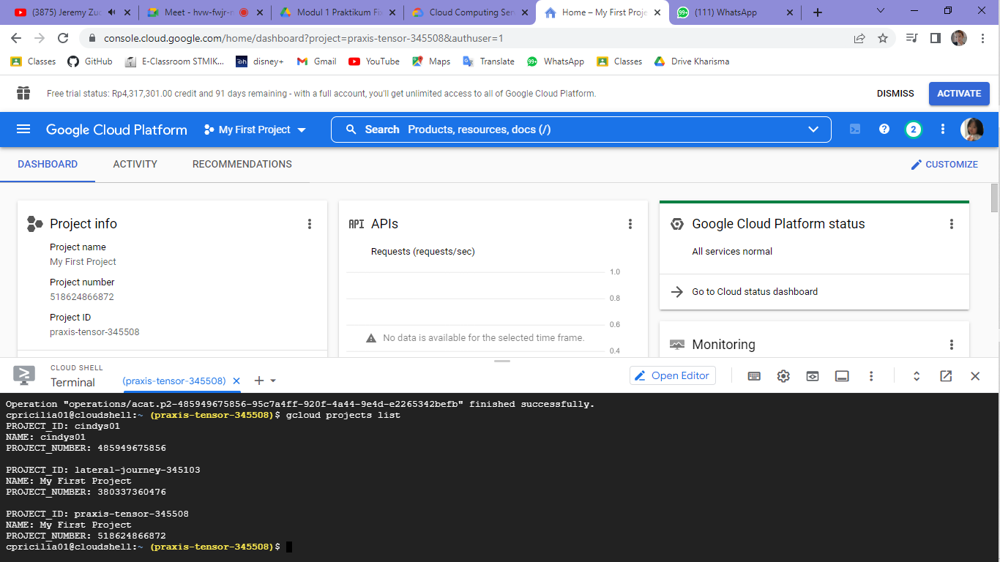 (3875) Jeremy Zuc
Meet - hvw-fwjr-r
Modul 1 Praktikum Fix
Cloud Computing Ser
Home – My First Proje
(111) WhatsApp
console.cloud.google.com/home/dashboard?project=praxis-tensor-345508&authuser=1
Classes
GitHub
E-Classroom STMIK...
disney+
Gmail
YouTube
Maps
Translate
WhatsApp
Classes
Drive Kharisma
Free trial status: Rp4,317,301.00 credit and 91 days remaining - with a full account, you'll get unlimited access to all of Google Cloud Platform.
DISMISS
ACTIVATE
Google Cloud Platform
My First Project
Search Products, resources, docs (/)
2
DASHBOARD
ACTIVITY
RECOMMENDATIONS
CUSTOMIZE
Project info
Project name
My First Project
Project number
518624866872
Project ID
praxis-tensor-345508
API APIs
Requests (requests/sec)
1.0
0.8
0.6
No data is available for the selected time frame.
0.4
Google Cloud Platform status
All services normal
Go to Cloud status dashboard
Monitoring
CLOUD SHELL
Terminal
(praxis-tensor-345508)
Open Editor
Operation "operations/acat.p2-485949675856-95c7a4ff-920f-4a44-9e4d-e2265342befb" finished successfully.
cpricilia01@cloudshell:~ (praxis-tensor-345508)$ gcloud projects list
PROJECT_ID: cindys01
NAME: cindys01
PROJECT_NUMBER: 485949675856
PROJECT_ID: lateral-journey-345103
NAME: My First Project
PROJECT_NUMBER: 380337360476
PROJECT_ID: praxis-tensor-345508
NAME: My First Project
PROJECT_NUMBER: 518624866872
cpricilia01@cloudshell:~ (praxis-tensor-345508)$